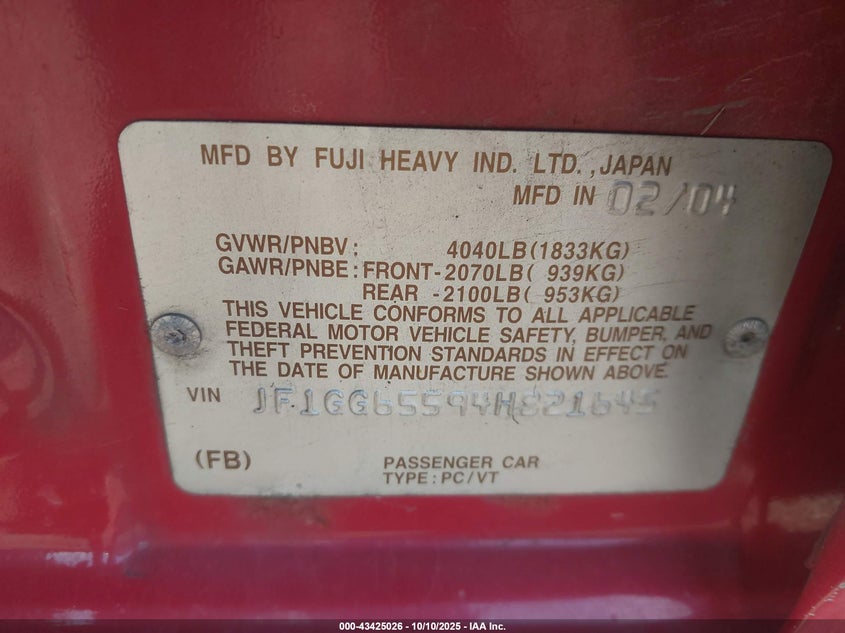 MFD BY FUJI HEAVY IND. LTD.,JAPAN
MFD IN 02/04
GVWR/PNBV: 4040LB(1833KG)
GAWR/PNBE:FRONT-2070LB( 939KG)
REAR -2100LB( 953KG)
THIS VEHICLE CONFORMS TO ALL APPLICABLE
FEDERAL MOTOR VEHICLE SAFETY, BUMPER, AND
THEFT PREVENTION STANDARDS IN EFFECT ON
THE DATE OF MANUFACTURE SHOWN ABOVE.
VIN JF1GG65594H821645
(FB) PASSENGER CAR
TYPE:PC/VT
000-43425026 - 10/10/2025 - IAA Inc.